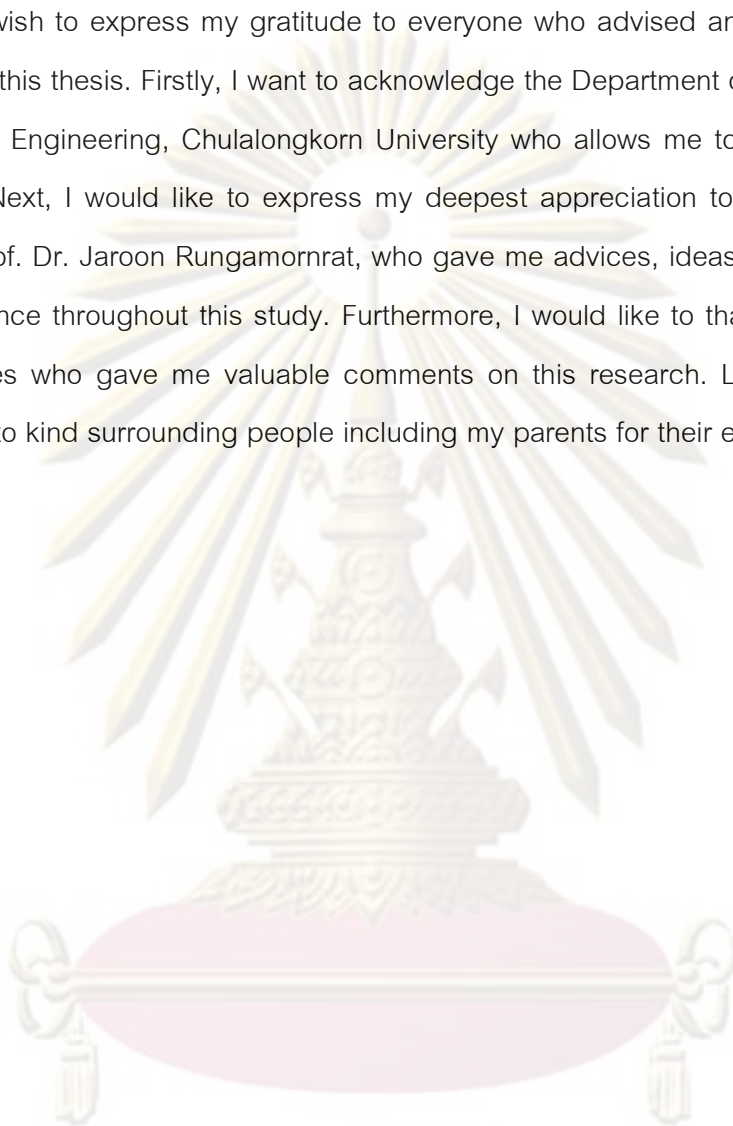 wish to express my gratitude to everyone who advised
this thesis. Firstly, I want to acknowledge the Department
Engineering, Chulalongkorn University who allows me to
Next, I would like to express my deepest appreciation to
of. Dr. Jaroon Rungamornrat, who gave me advices, ideas
nce throughout this study. Furthermore, I would like to
es who gave me valuable comments on this research.
to kind surrounding people including my parents for their